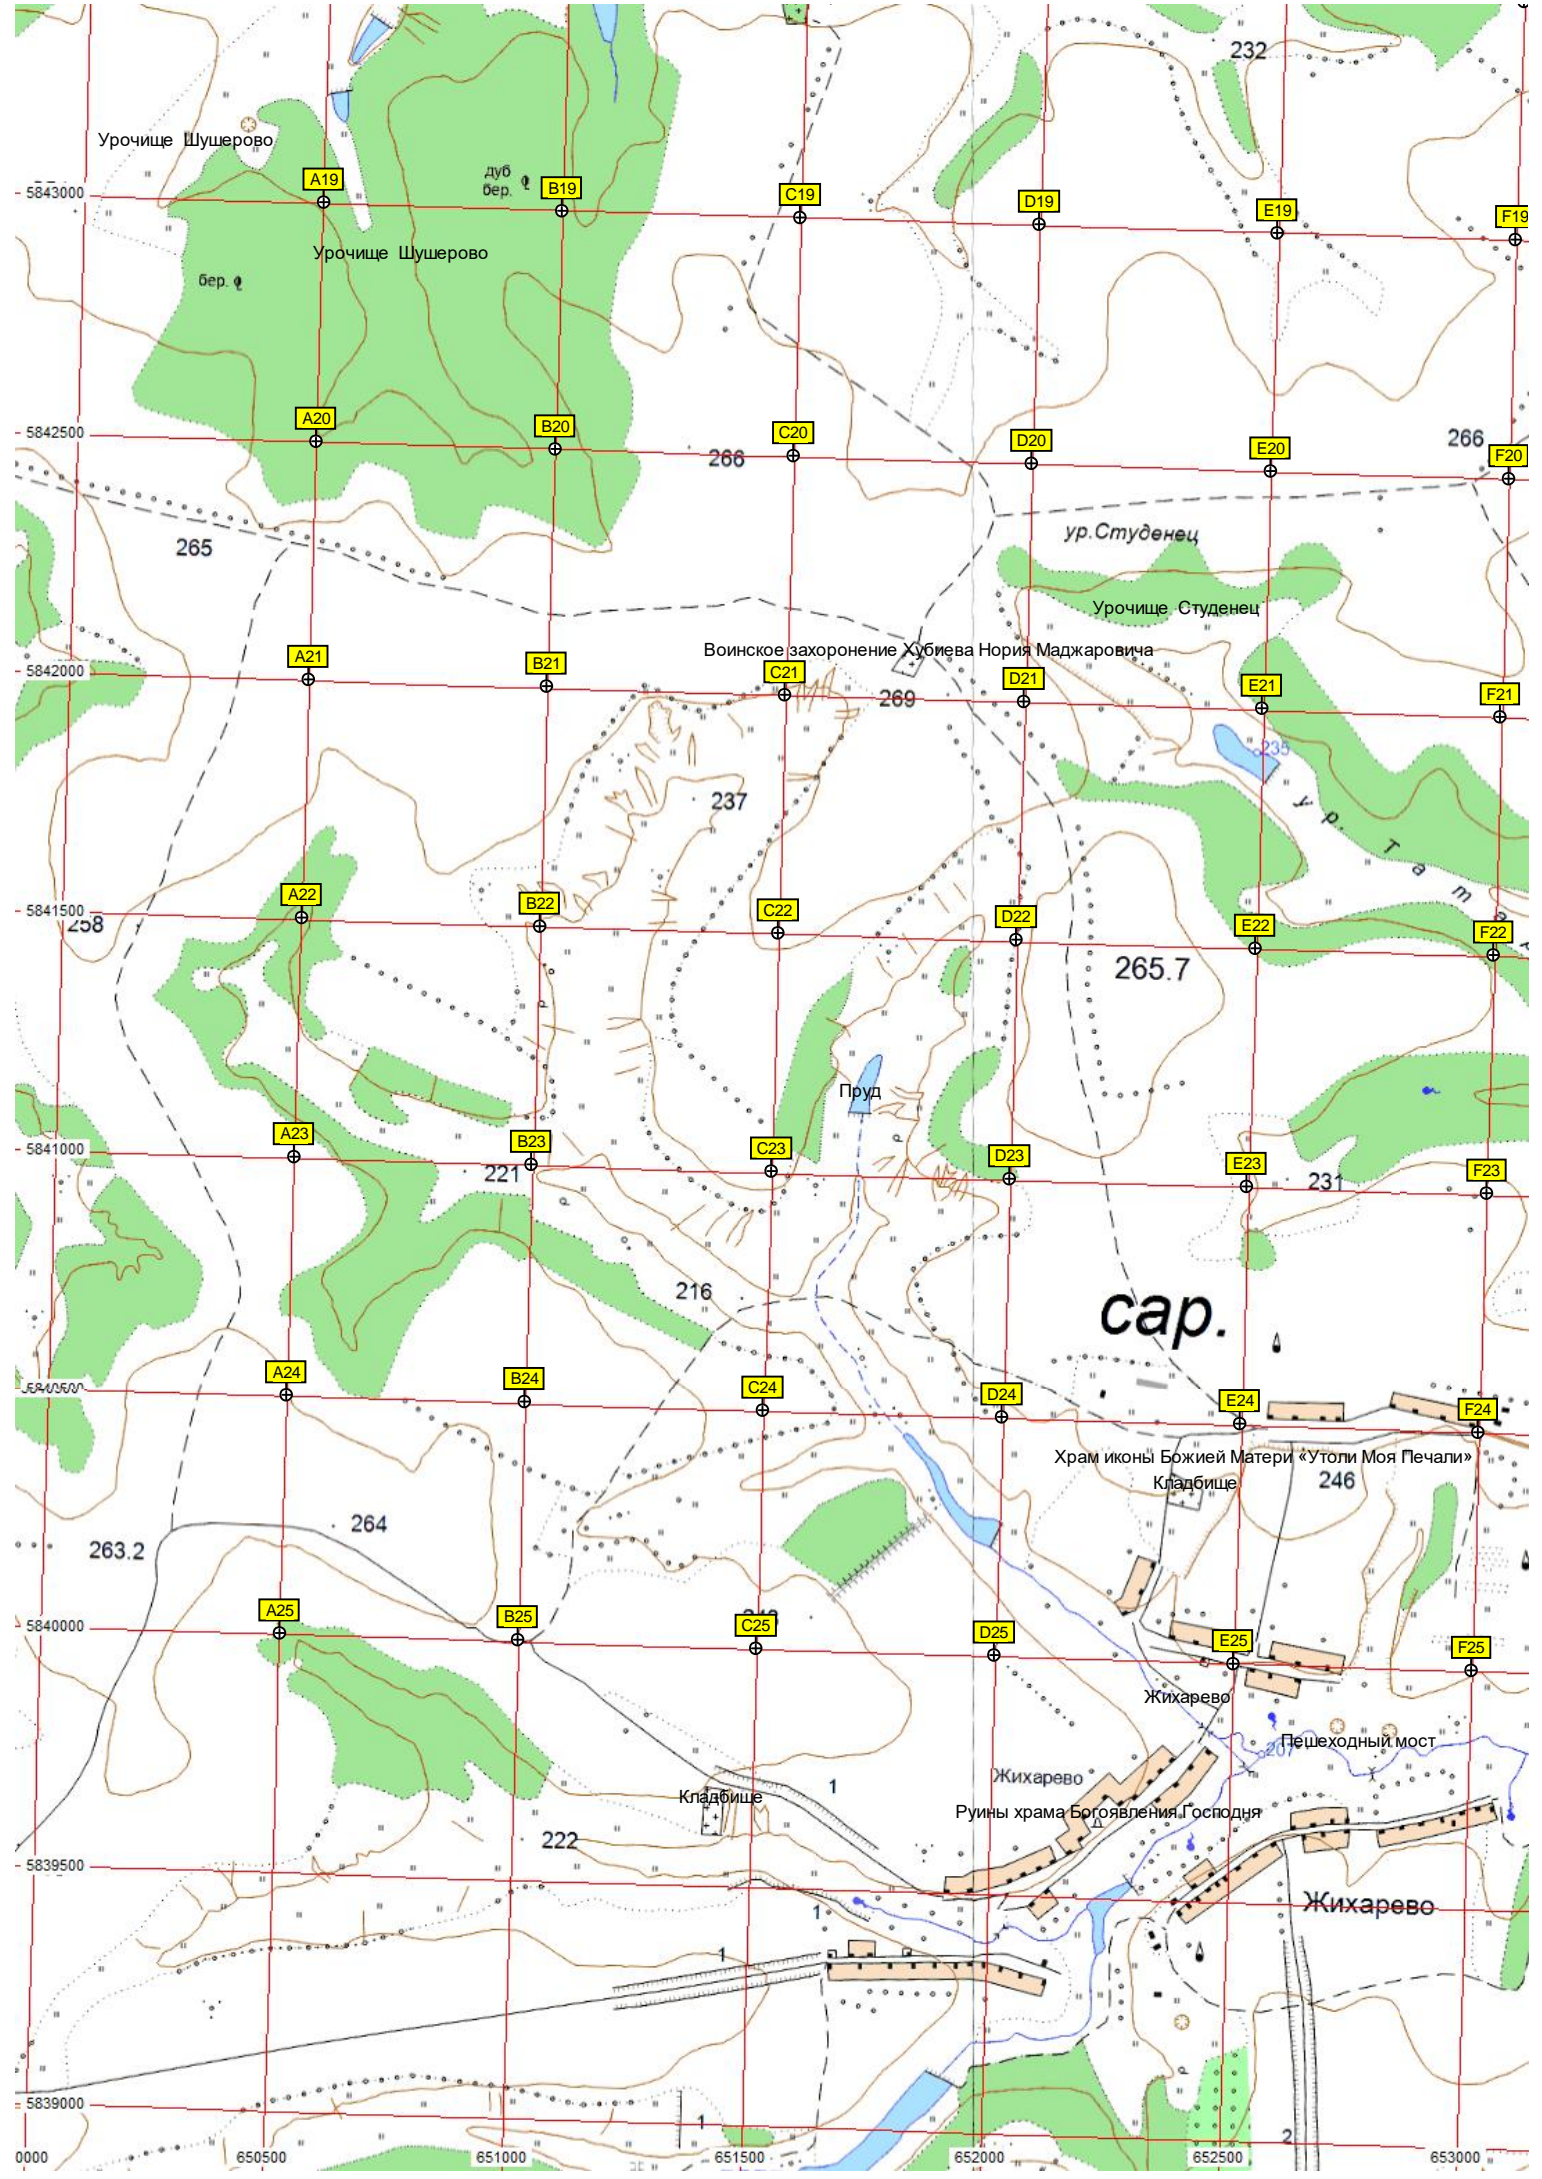 232
Урочище Шушерово
дуб
бер.
A19
B19
C19
D19
E19
F19
5843000
Урочище Шушерово
бер.
A20
B20
C20
D20
E20
F20
5842500
266
266
ур.Студенец
265
Урочище Студенец
Воинское захоронение Хубиева Нория Маджаровича
A21
B21
C21
D21
E21
F21
5842000
269
235
237
ур. Тата
A22
B22
C22
D22
E22
F22
5841500
258
265.7
Пруд
A23
B23
C23
D23
E23
F23
5841000
221
231
216
сар.
A24
B24
C24
D24
E24
F24
5840500
Храм иконы Божией Матери «Утоли Моя Печали»
Кладбище
246
264
263.2
A25
B25
C25
D25
E25
F25
5840000
Жихарево
Пешеходный мост
207
Жихарево
1
Кладбище
Руины храма Богоявления Господня
222
5839500
Жихарево
1
1
5839000
1
2
0000
650500
651000
651500
652000
652500
653000